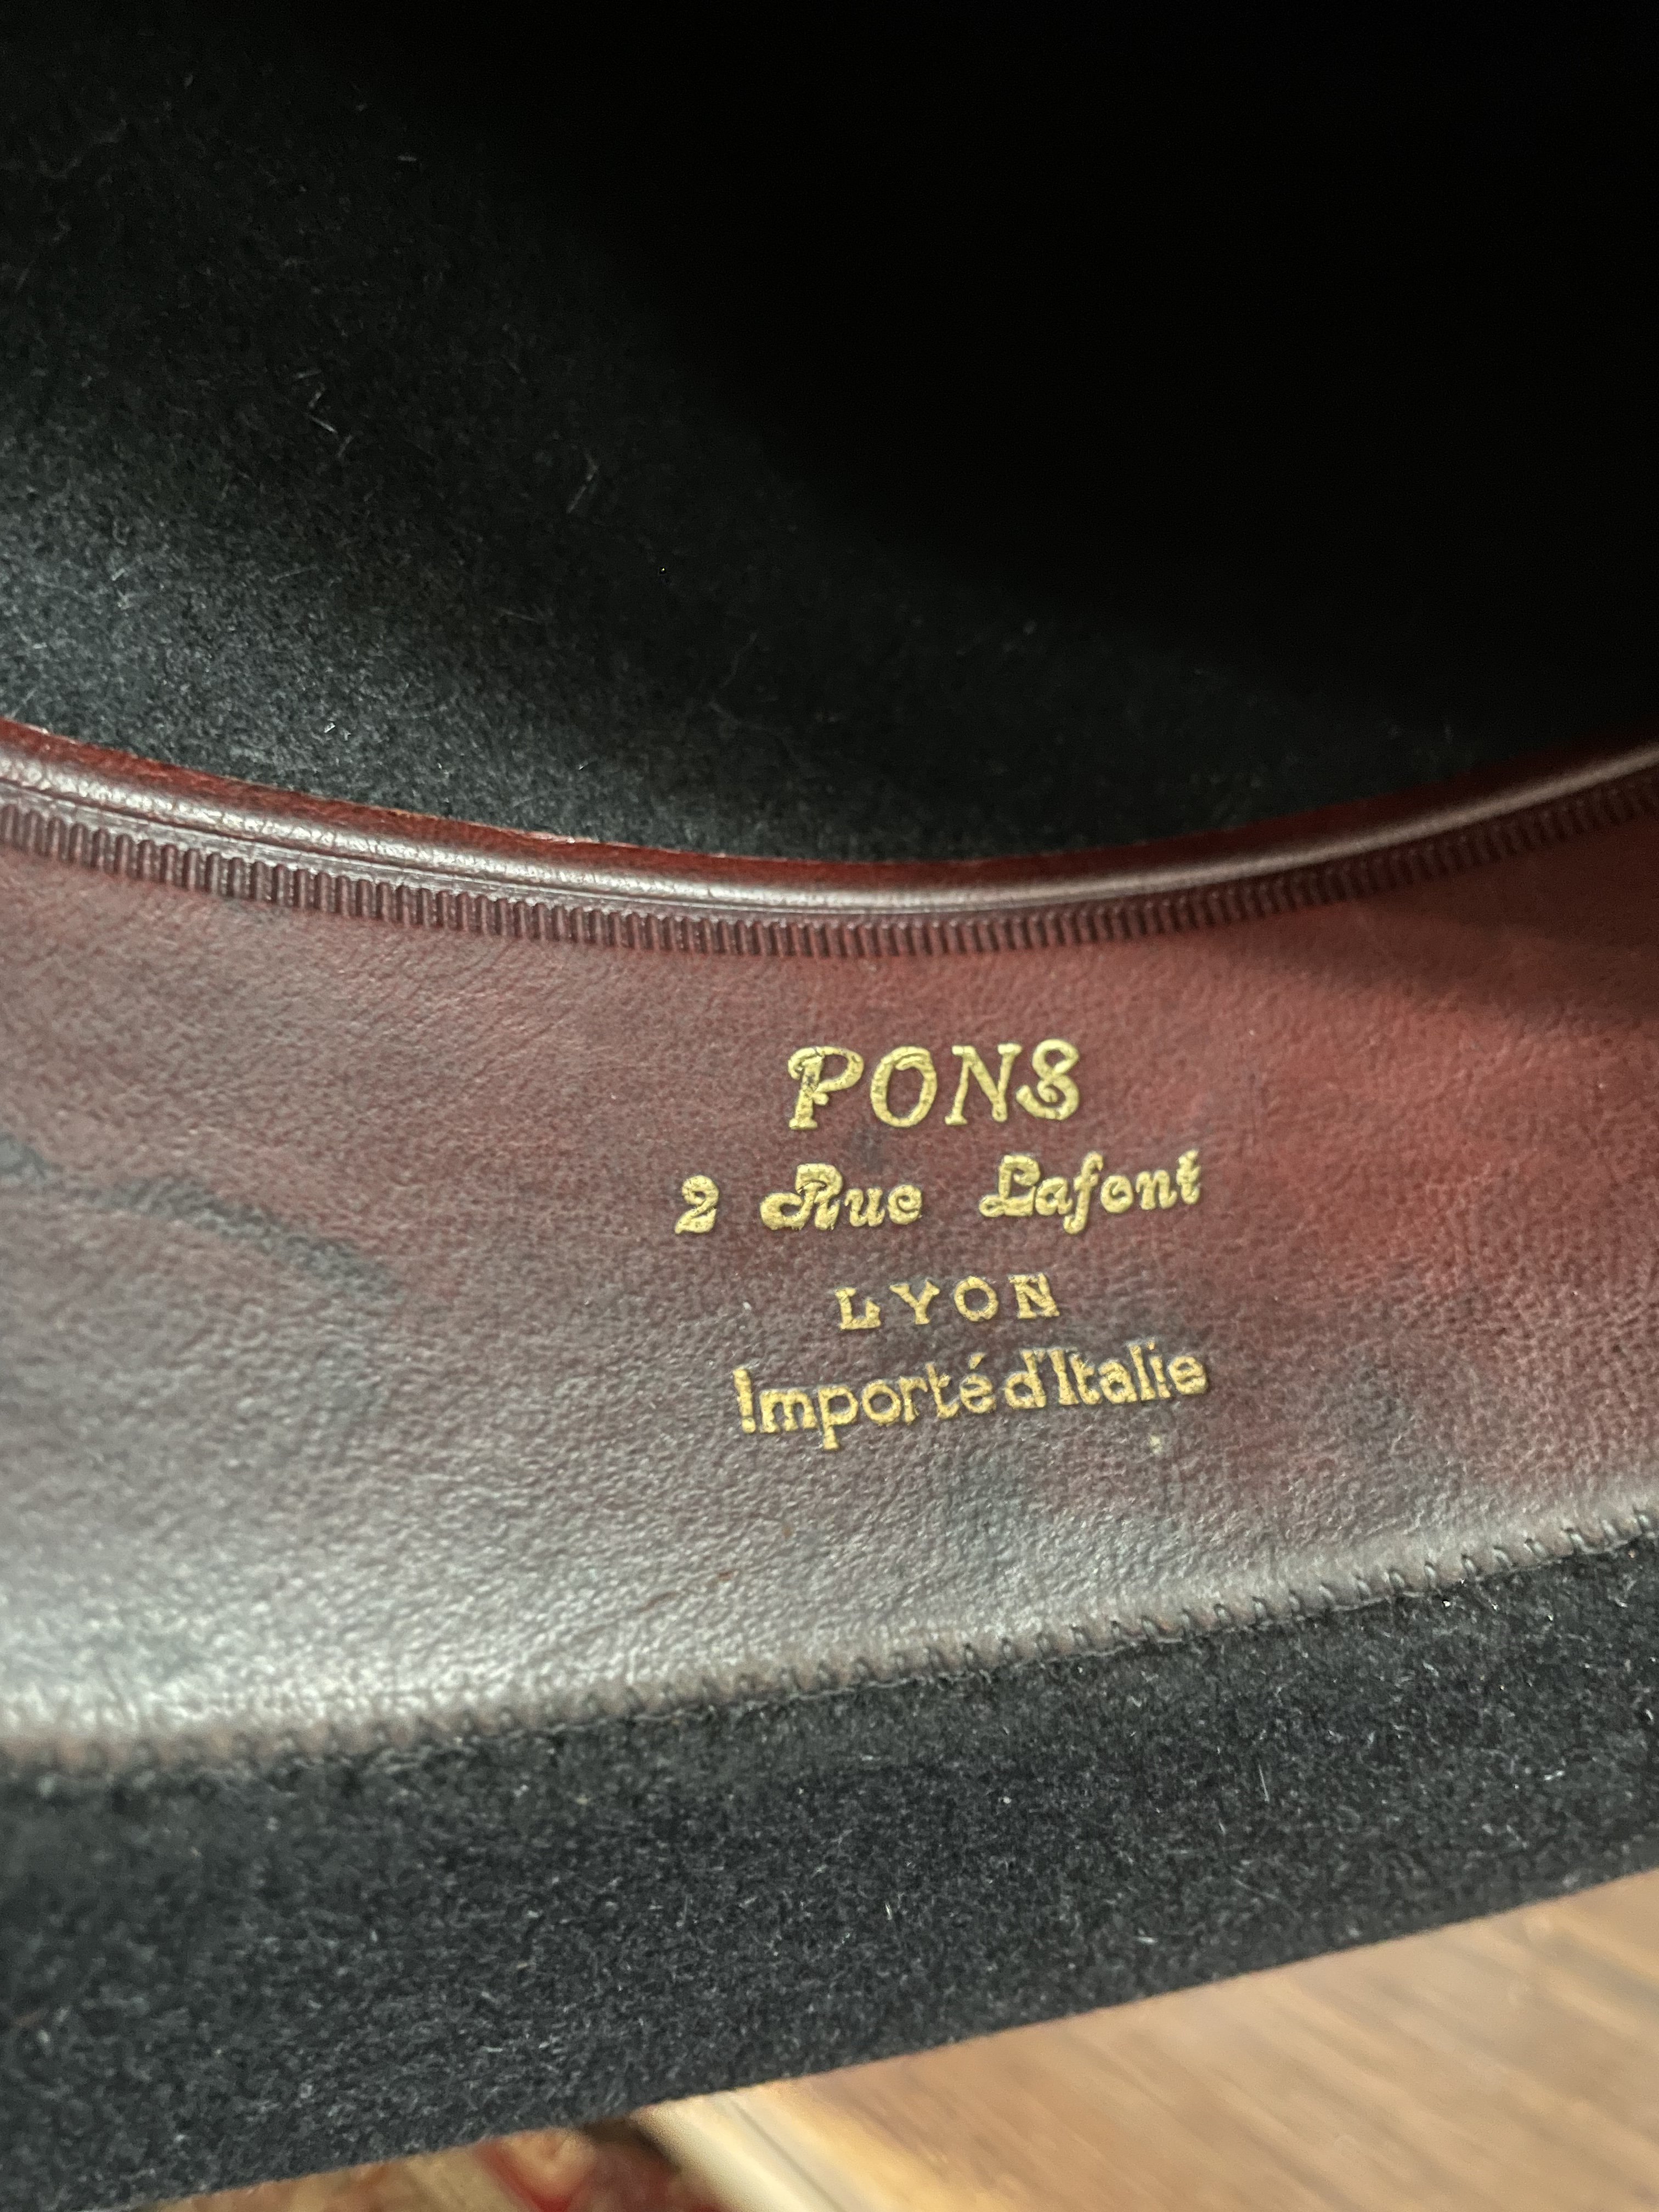 PONS
2 Rue Lafont
LYON
Importé d'Italie